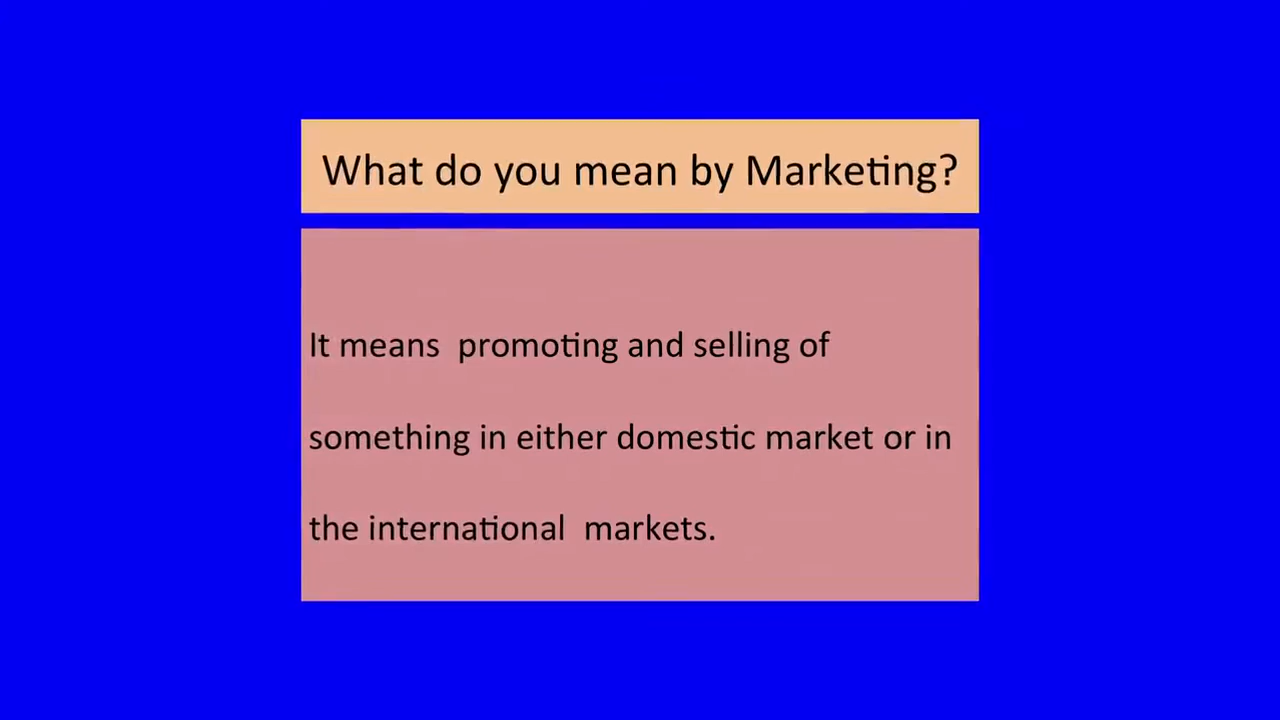 What do you mean by Marketing?
It means  promoting and selling of
something in either domestic market or in
the international  markets.